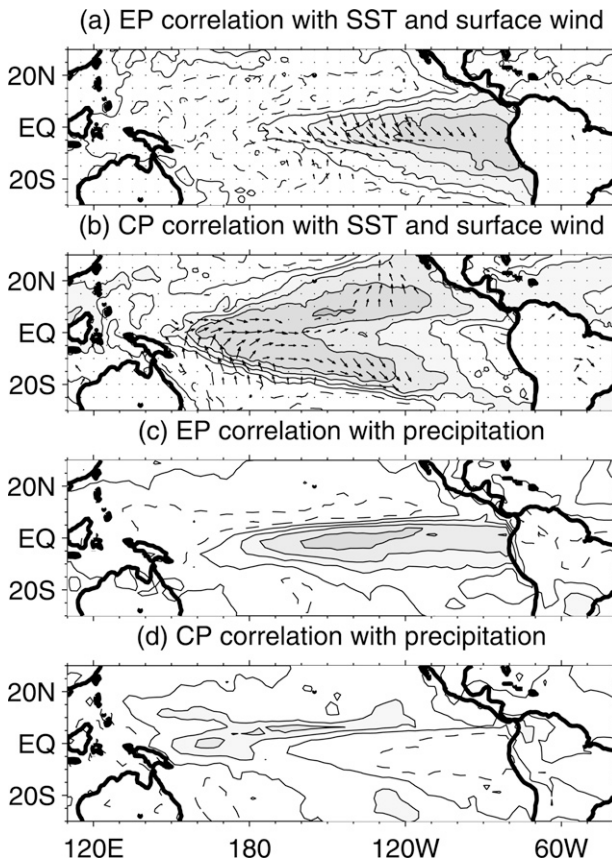 (a) EP correlation with SST and surface wind
20N
EQ
20S
(b) CP correlation with SST and surface wind
20N
EQ
20S
(c) EP correlation with precipitation
20N
EQ
20S
(d) CP correlation with precipitation
20N
EQ
20S
120E 180 120W 60W